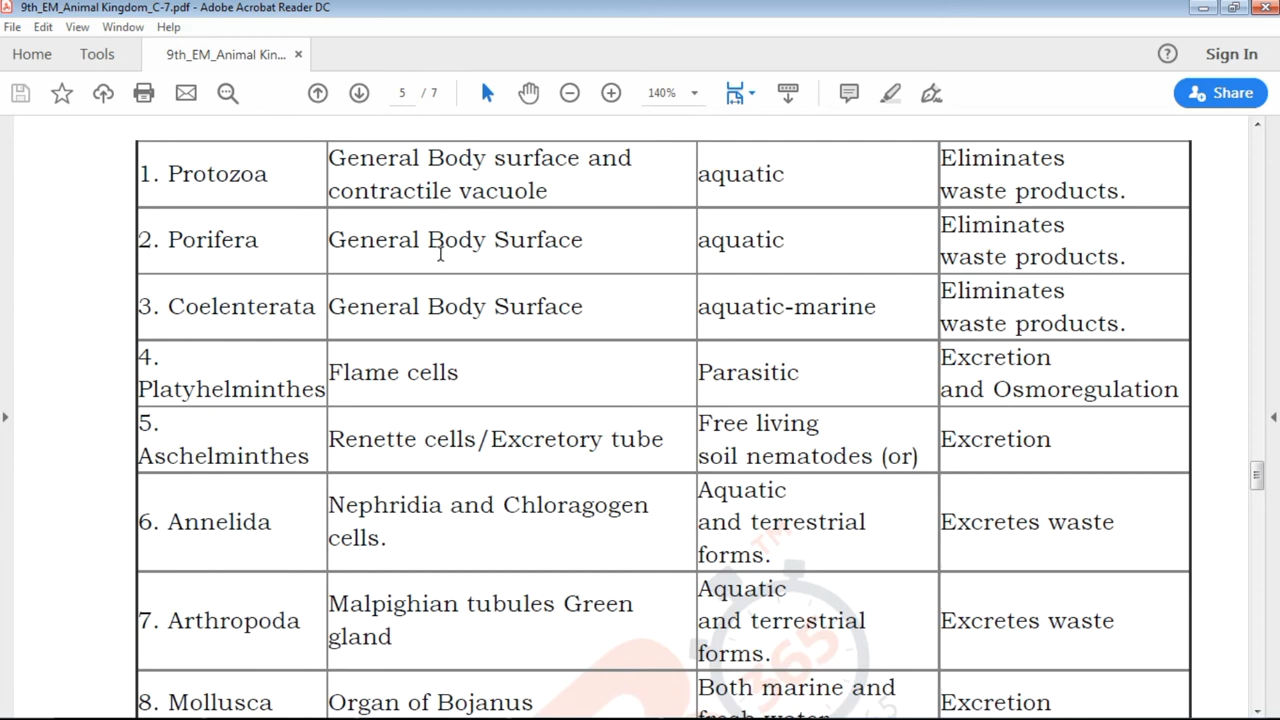 9th_EM_Animal Kingdom_C-7.pdf - Adobe Acrobat Reader DC
File Edit View Window Help
Home Tools 9th_EM_Animal Kin... × Sign In
5 / 7 140% Share
1. Protozoa
General Body surface and
contractile vacuole
aquatic
Eliminates
waste products.
2. Porifera
General Body Surface
aquatic
Eliminates
waste products.
3. Coelenterata
General Body Surface
aquatic-marine
Eliminates
waste products.
4.
Platyhelminthes
Flame cells
Parasitic
Excretion
and Osmoregulation
5.
Aschelminthes
Renette cells/Excretory tube
Free living
soil nematodes (or)
Excretion
6. Annelida
Nephridia and Chloragogen
cells.
Aquatic
and terrestrial
forms.
Excretes waste
7. Arthropoda
Malpighian tubules Green
gland
Aquatic
and terrestrial
forms.
Excretes waste
8. Mollusca
Organ of Bojanus
Both marine and
fresh water
Excretion
TM
365